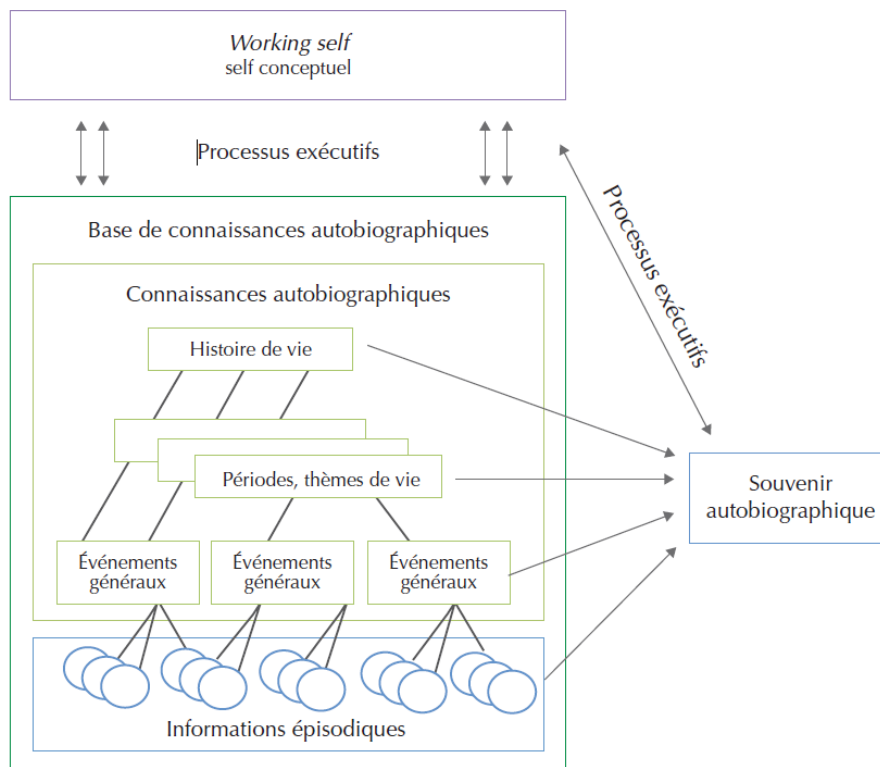 Working self
self conceptuel
Processus exécutifs
Processus exécutifs
Base de connaissances autobiographiques
Connaissances autobiographiques
Histoire de vie
Périodes, thèmes de vie
Souvenir
autobiographique
Événements
généraux
Événements
généraux
Événements
généraux
Informations épisodiques